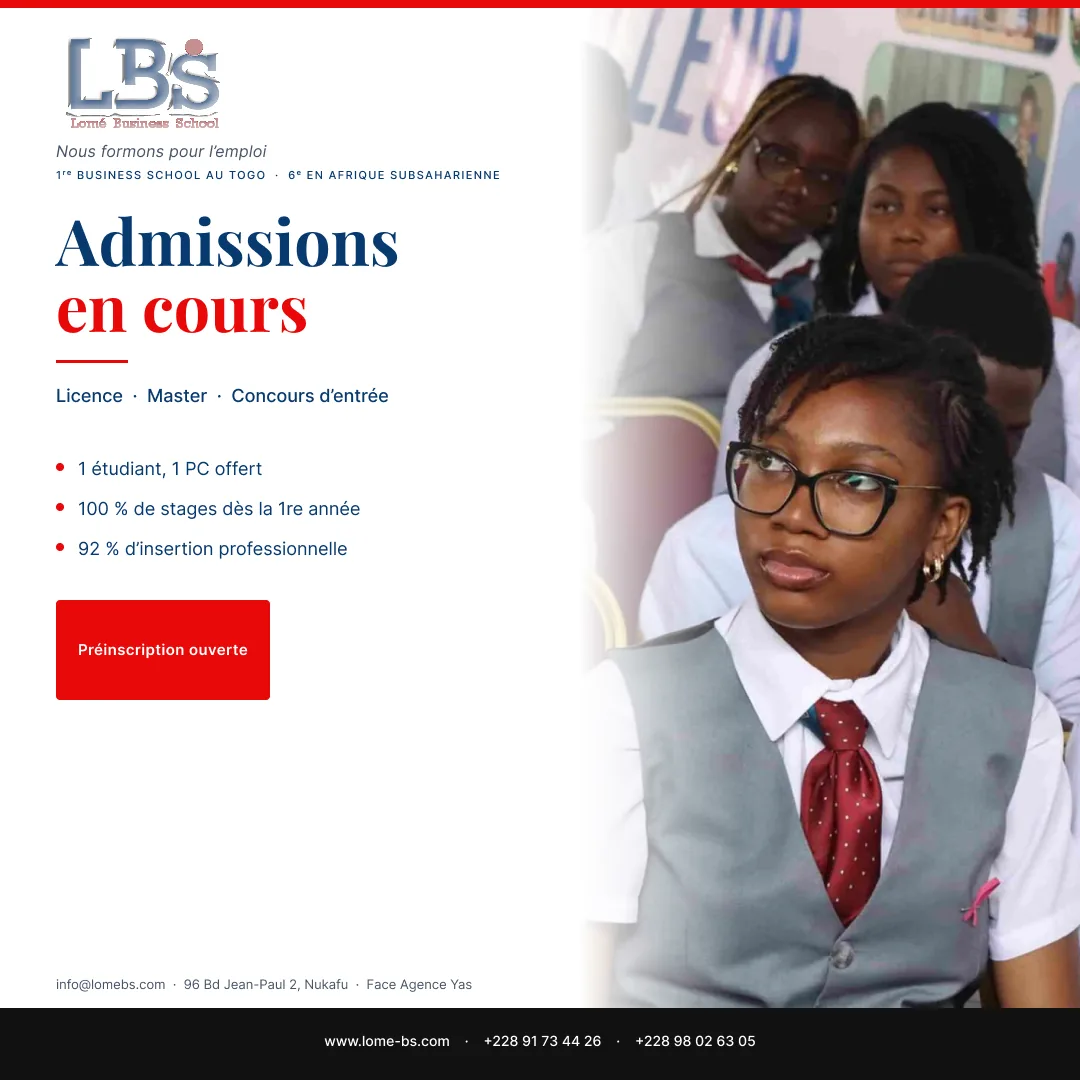 LBS
Lomé Business School
Nous formons pour l’emploi
1ʳᵉ BUSINESS SCHOOL AU TOGO · 6ᵉ EN AFRIQUE SUBSAHARIENNE
Admissions
en cours
Licence · Master · Concours d’entrée
1 étudiant, 1 PC offert
100 % de stages dès la 1re année
92 % d’insertion professionnelle
Préinscription ouverte
info@lomebs.com · 96 Bd Jean-Paul 2, Nukafu · Face Agence Yas
www.lome-bs.com · +228 91 73 44 26 · +228 98 02 63 05